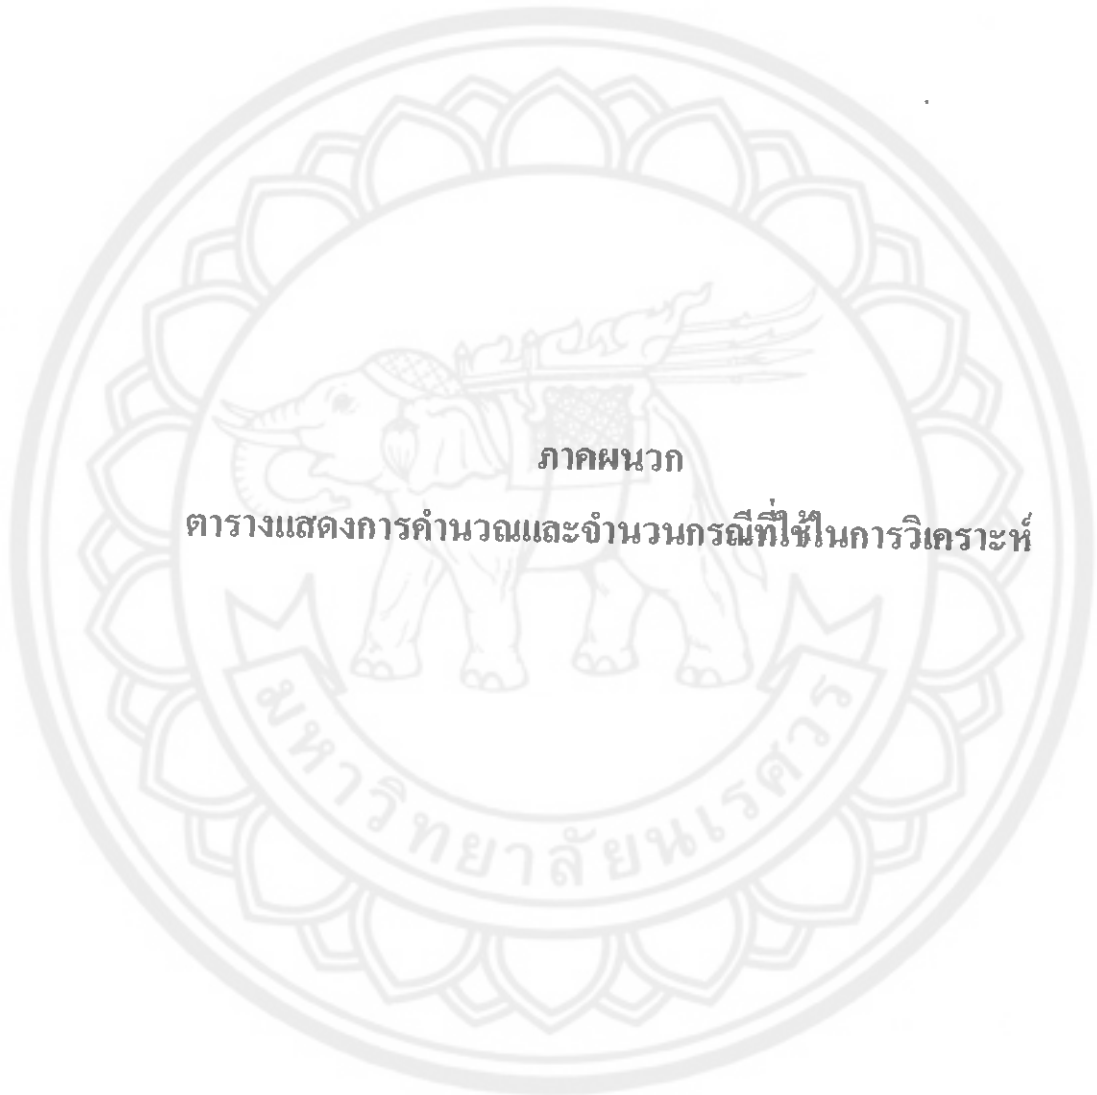 ภาคผนวก
ตารางแสดงการคำนวณและจำนวนกรณีที่ใช้ในการวิเคราะห์
มหาวิทยาลัยนเรศวร